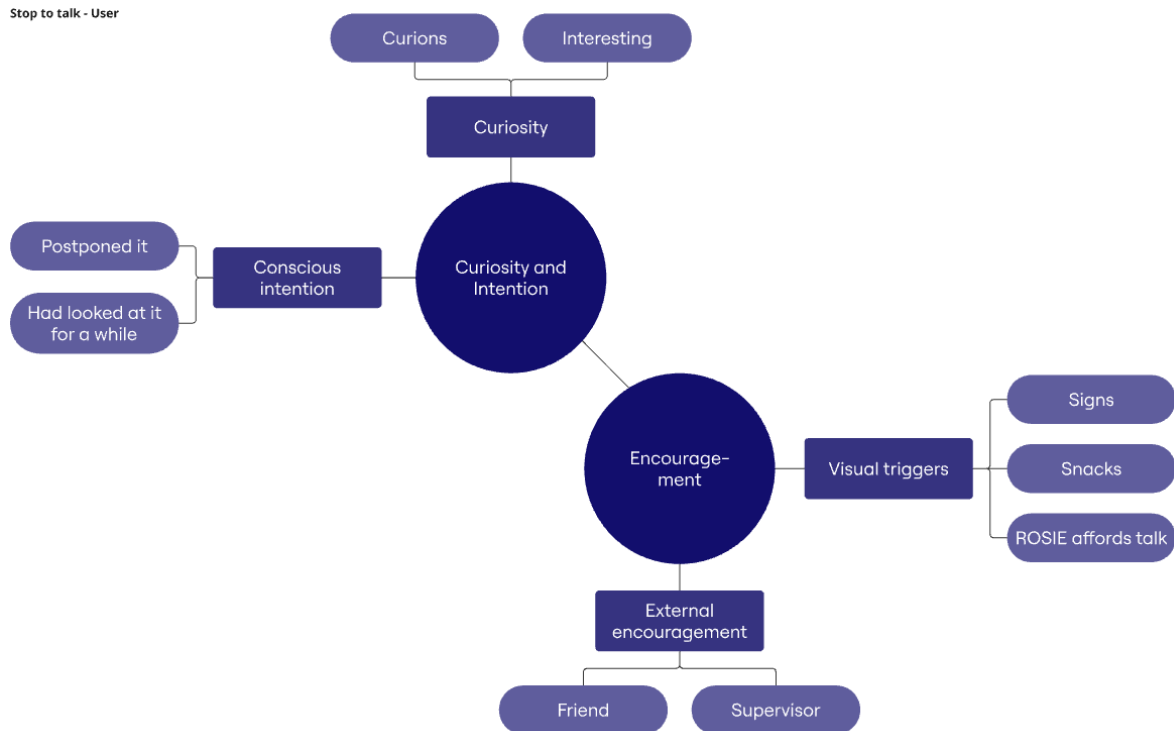 Stop to talk - User
Curions
Interesting
Curiosity
Postponed it
Conscious
intention
Had looked at it
for a while
Curiosity and
Intention
Encourage-
ment
Visual triggers
Signs
Snacks
ROSIE affords talk
External
encouragement
Friend
Supervisor